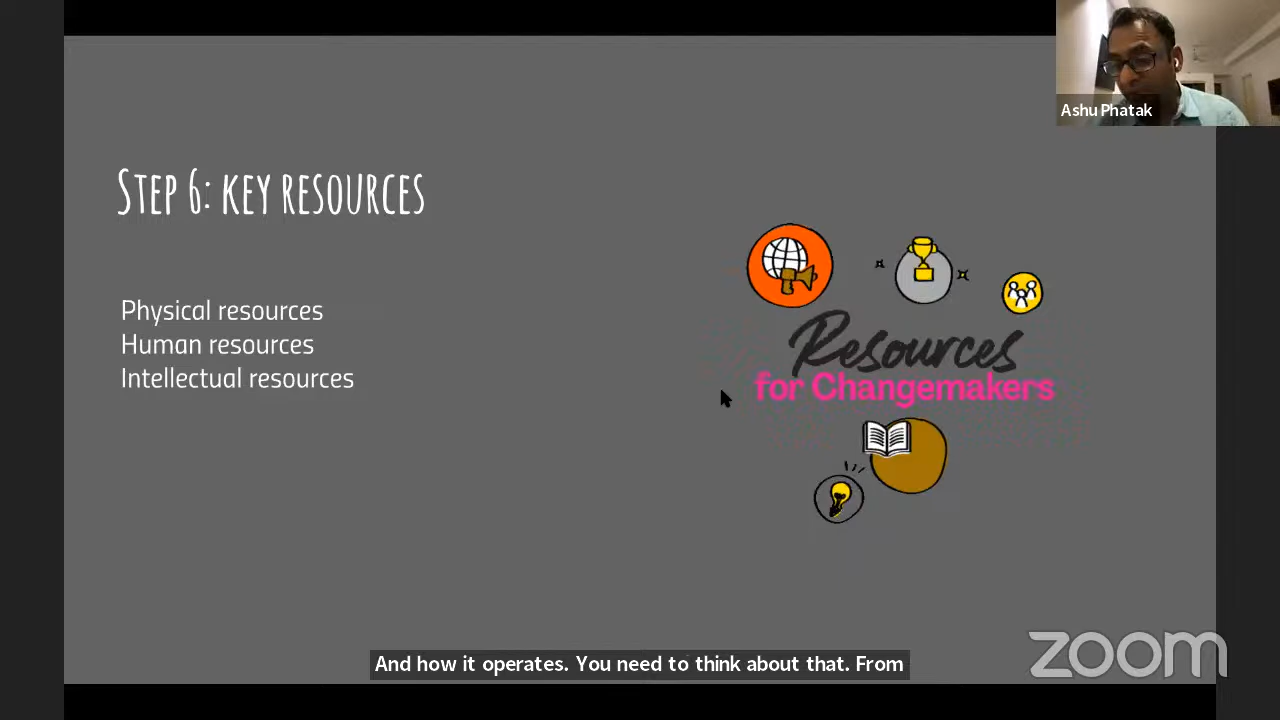 Ashu Phatak
Step 6: key resources
Physical resources
Human resources
Intellectual resources
Resources
for Changemakers
And how it operates. You need to think about that. From
zoom